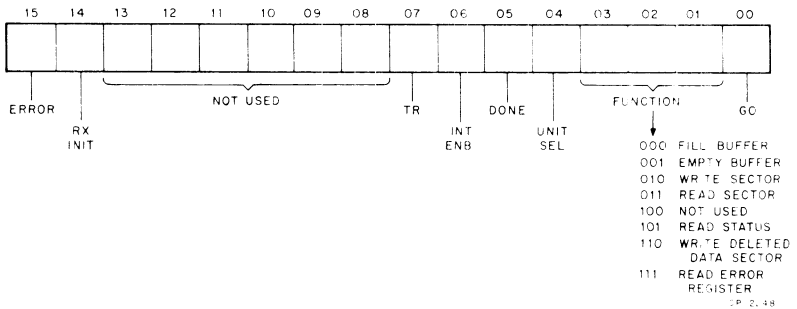 15 14 13 12 11 10 09 08 07 06 05 04 03 02 01 00
ERROR
RX
INIT
NOT USED
TR
INT
ENB
DONE
UNIT
SEL
FUNCTION
GO
000 FILL BUFFER
001 EMPTY BUFFER
010 WRITE SECTOR
011 READ SECTOR
100 NOT USED
101 READ STATUS
110 WRITE DELETED
DATA SECTOR
111 READ ERROR
REGISTER